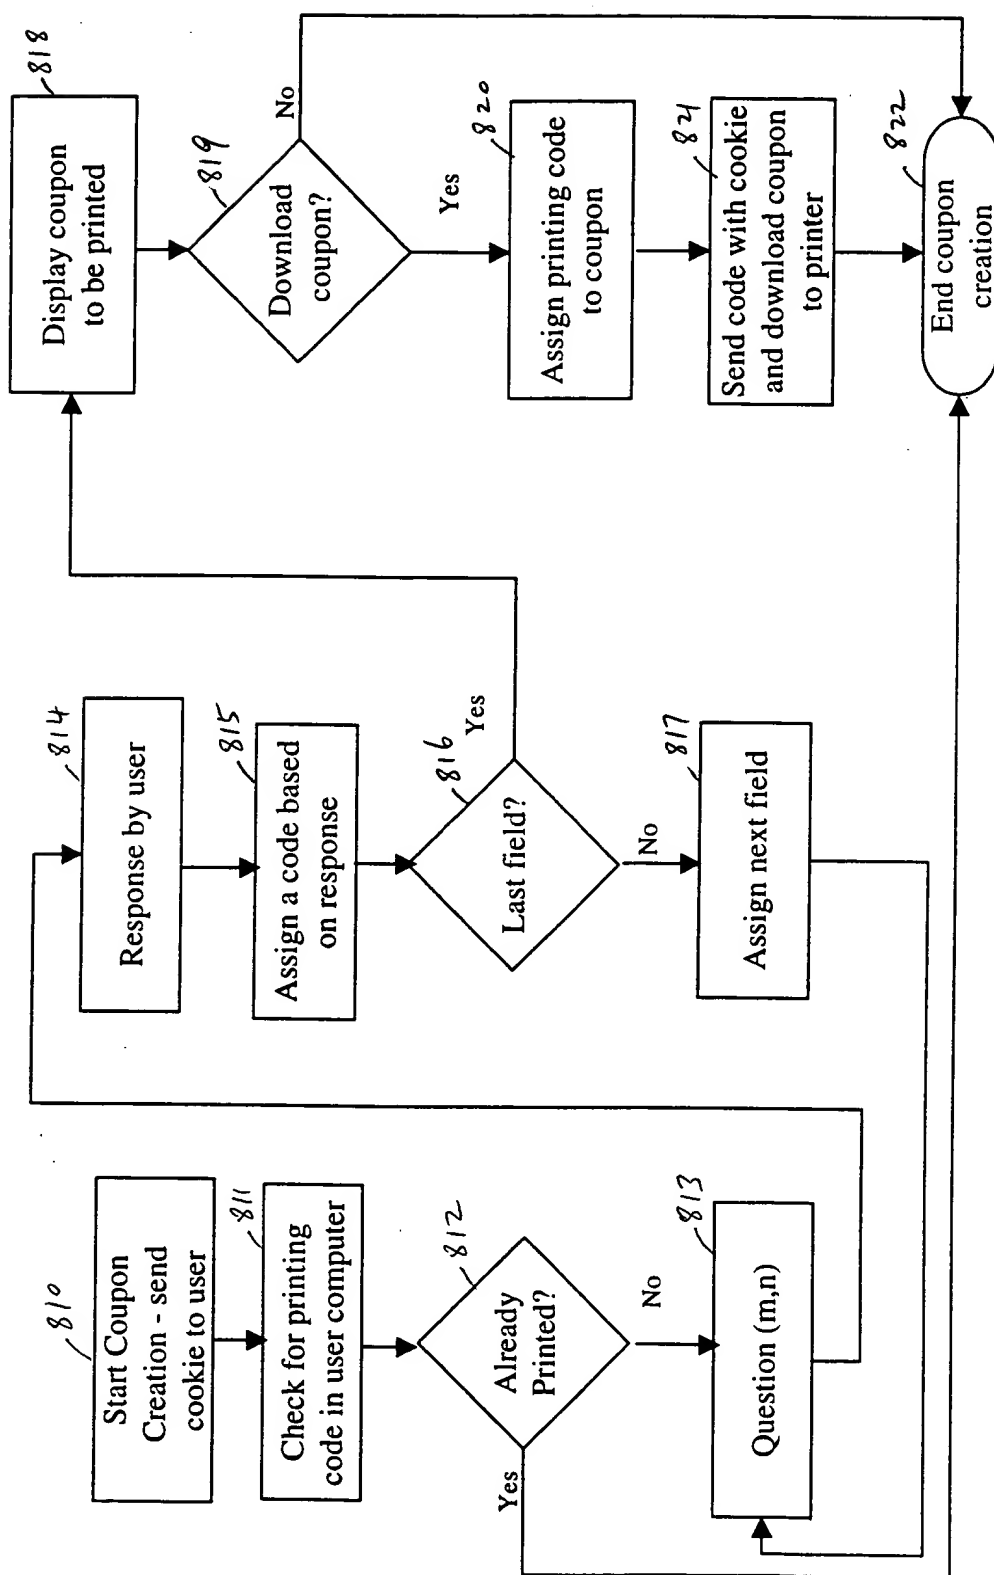 810
Start Coupon
Creation - send
cookie to user
811
Check for printing
code in user computer
812
Already
Printed?
Yes
No
813
Question (m,n)
814
Response by user
815
Assign a code based
on response
816
Last field?
Yes
No
817
Assign next field
818
Display coupon
to be printed
819
Download
coupon?
No
Yes
820
Assign printing code
to coupon
821
Send code with cookie
and download coupon
to printer
822
End coupon
creation